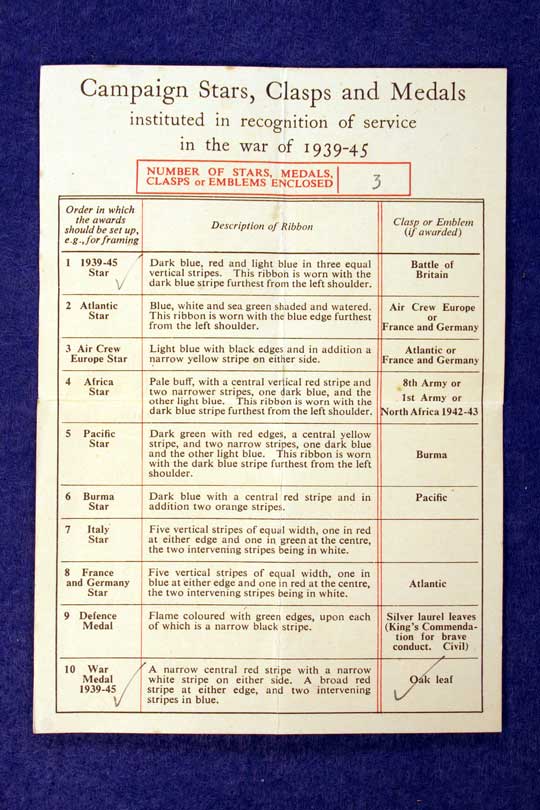 Campaign Stars, Clasps and Medals
instituted in recognition of service
in the war of 1939-45
NUMBER OF STARS, MEDALS,
CLASPS or EMBLEMS ENCLOSED
3
Order in which
the awards
should be set up,
e.g., for framing
Description of Ribbon
Clasp or Emblem
(if awarded)
1 1939-45
Star
Dark blue, red and light blue in three equal
vertical stripes. This ribbon is worn with the
dark blue stripe furthest from the left shoulder.
Battle of
Britain
2 Atlantic
Star
Blue, white and sea green shaded and watered.
This ribbon is worn with the blue edge furthest
from the left shoulder.
Air Crew Europe
or
France and Germany
3 Air Crew
Europe Star
Light blue with black edges and in addition a
narrow yellow stripe on either side.
Atlantic or
France and Germany
4 Africa
Star
Pale buff, with a central vertical red stripe and
two narrower stripes, one dark blue, and the
other light blue. This ribbon is worn with the
dark blue stripe furthest from the left shoulder.
8th Army or
1st Army or
North Africa 1942-43
5 Pacific
Star
Dark green with red edges, a central yellow
stripe, and two narrow stripes, one dark blue
and the other light blue. This ribbon is worn
with the dark blue stripe furthest from the left
shoulder.
Burma
6 Burma
Star
Dark blue with a central red stripe and in
addition two orange stripes.
Pacific
7 Italy
Star
Five vertical stripes of equal width, one in red
at either edge and one in green at the centre,
the two intervening stripes being in white.
8 France
and Germany
Star
Five vertical stripes of equal width, one in
blue at either edge and one in red at the centre,
the two intervening stripes being in white.
Atlantic
9 Defence
Medal
Flame coloured with green edges, upon each
of which is a narrow black stripe.
Silver laurel leaves
(King's Commenda-
tion for brave
conduct. Civil)
10 War
Medal
1939-45
A narrow central red stripe with a narrow
white stripe on either side. A broad red
stripe at either edge, and two intervening
stripes in blue.
Oak leaf